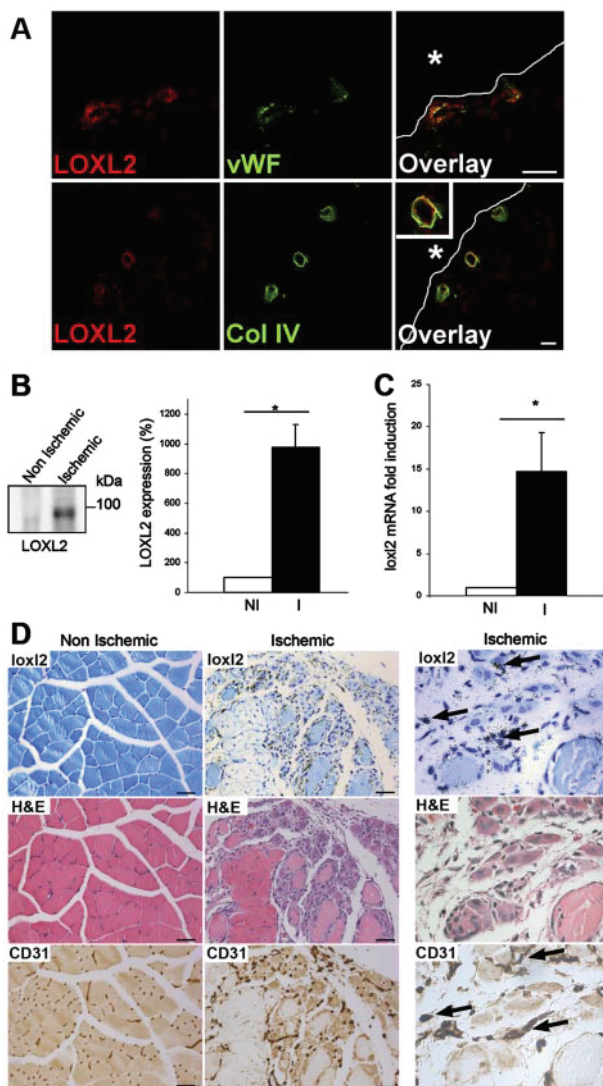 A
LOXL2 vWF Overlay
*
LOXL2 Col IV Overlay
*
B
Non Ischemic
Ischemic
kDa
100
LOXL2
LOXL2 expression (%)
*
1200
1000
800
600
400
200
0
NI I
C
loxl2 mRNA fold induction
*
25
20
15
10
5
0
NI I
D
Non Ischemic Ischemic Ischemic
loxl2 loxl2 loxl2
H&E H&E H&E
CD31 CD31 CD31